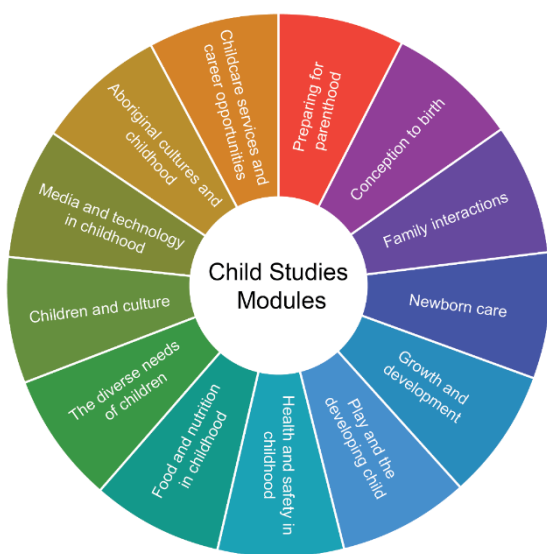 Child Studies
Modules
Preparing for
parenthood
Conception to birth
Family interactions
Newborn care
Growth and
development
Play and the
developing child
Health and safety in
childhood
Food and nutrition
in childhood
The diverse needs
of children
Children and culture
Media and technology
in childhood
Aboriginal cultures and
childhood
Childcare services and
career opportunities